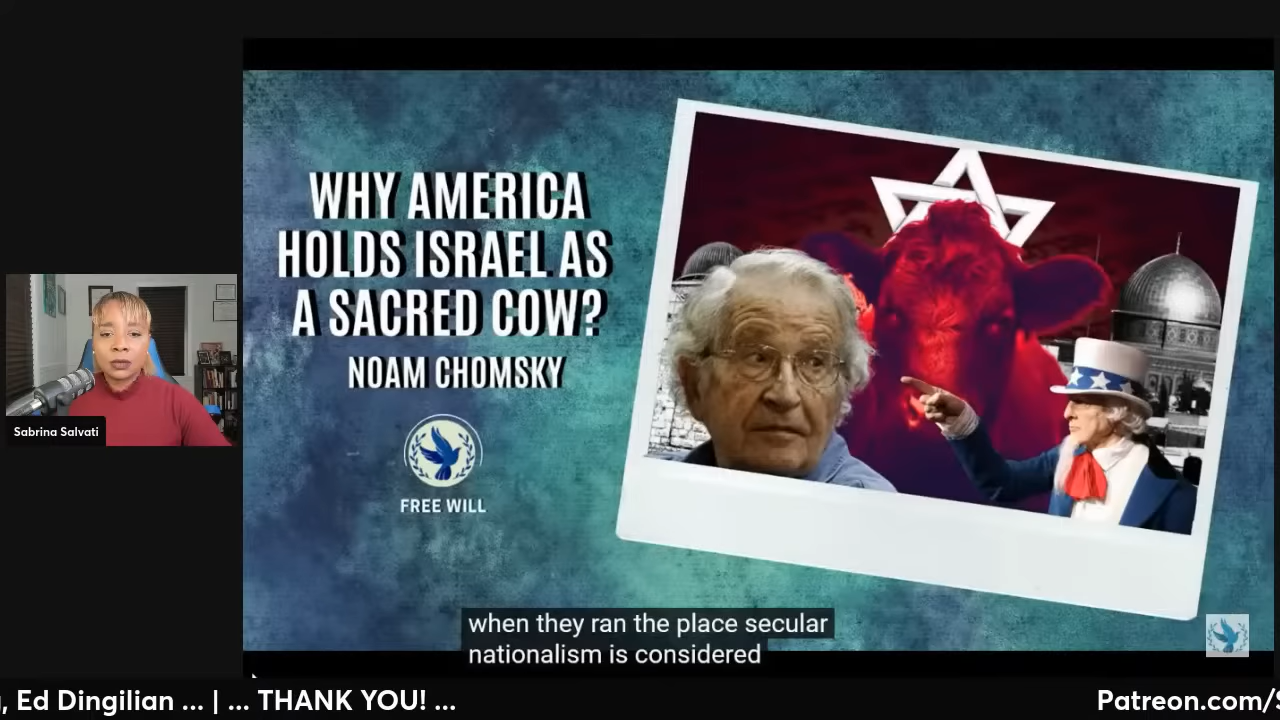 WHY AMERICA
HOLDS ISRAEL AS
A SACRED COW?
NOAM CHOMSKY
FREE WILL
Sabrina Salvati
when they ran the place secular
nationalism is considered
, Ed Dingilian ... | ... THANK YOU! ...
Patreon.com/S